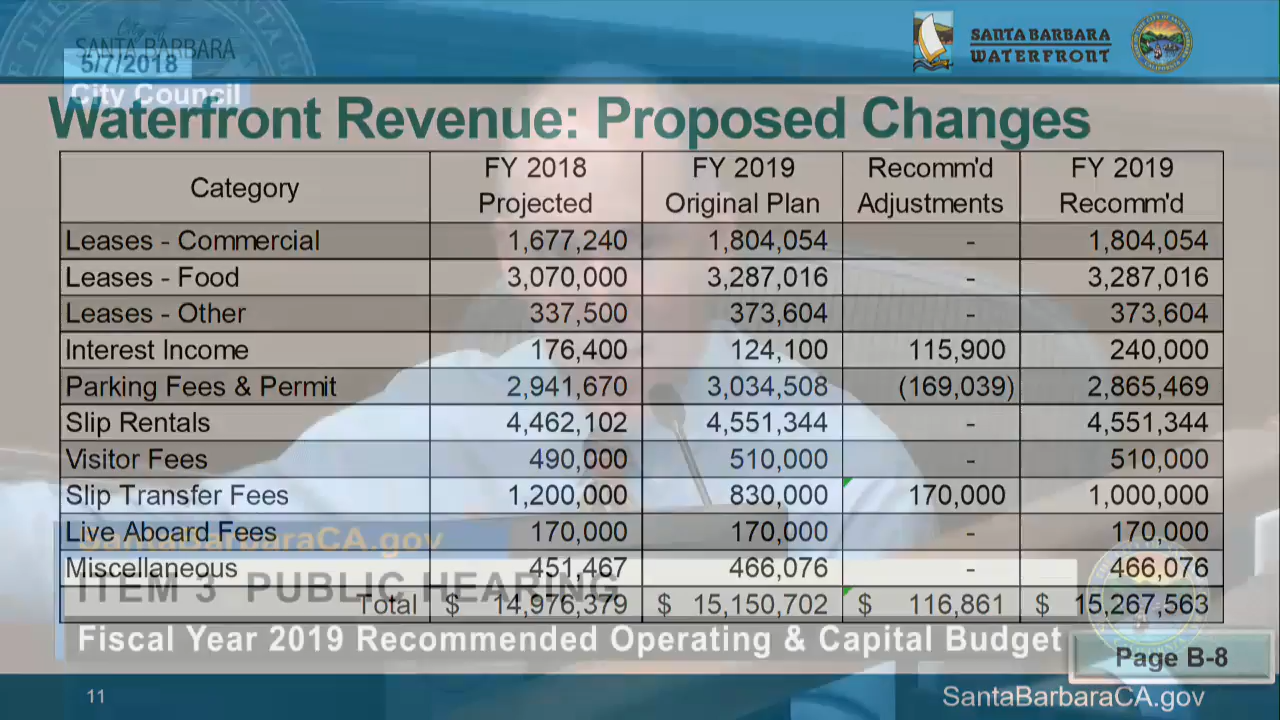 City of
SANTA BARBARA
5/7/2018
City Council
SANTA BARBARA
WATERFRONT
Waterfront Revenue: Proposed Changes
Category FY 2018 Projected FY 2019 Original Plan Recomm'd Adjustments FY 2019 Recomm'd
Leases - Commercial 1,677,240 1,804,054 - 1,804,054
Leases - Food 3,070,000 3,287,016 - 3,287,016
Leases - Other 337,500 373,604 - 373,604
Interest Income 176,400 124,100 115,900 240,000
Parking Fees & Permit 2,941,670 3,034,508 (169,039) 2,865,469
Slip Rentals 4,462,102 4,551,344 - 4,551,344
Visitor Fees 490,000 510,000 - 510,000
Slip Transfer Fees 1,200,000 830,000 170,000 1,000,000
Live Aboard Fees 170,000 170,000 - 170,000
SantaBarbaraCA.gov
Miscellaneous 451,467 466,076 - 466,076
ITEM 3 PUBLIC HEARING
Total $ 14,976,379 $ 15,150,702 $ 116,861 $ 15,267,563
Fiscal Year 2019 Recommended Operating & Capital Budget
Page B-8
11
SantaBarbaraCA.gov